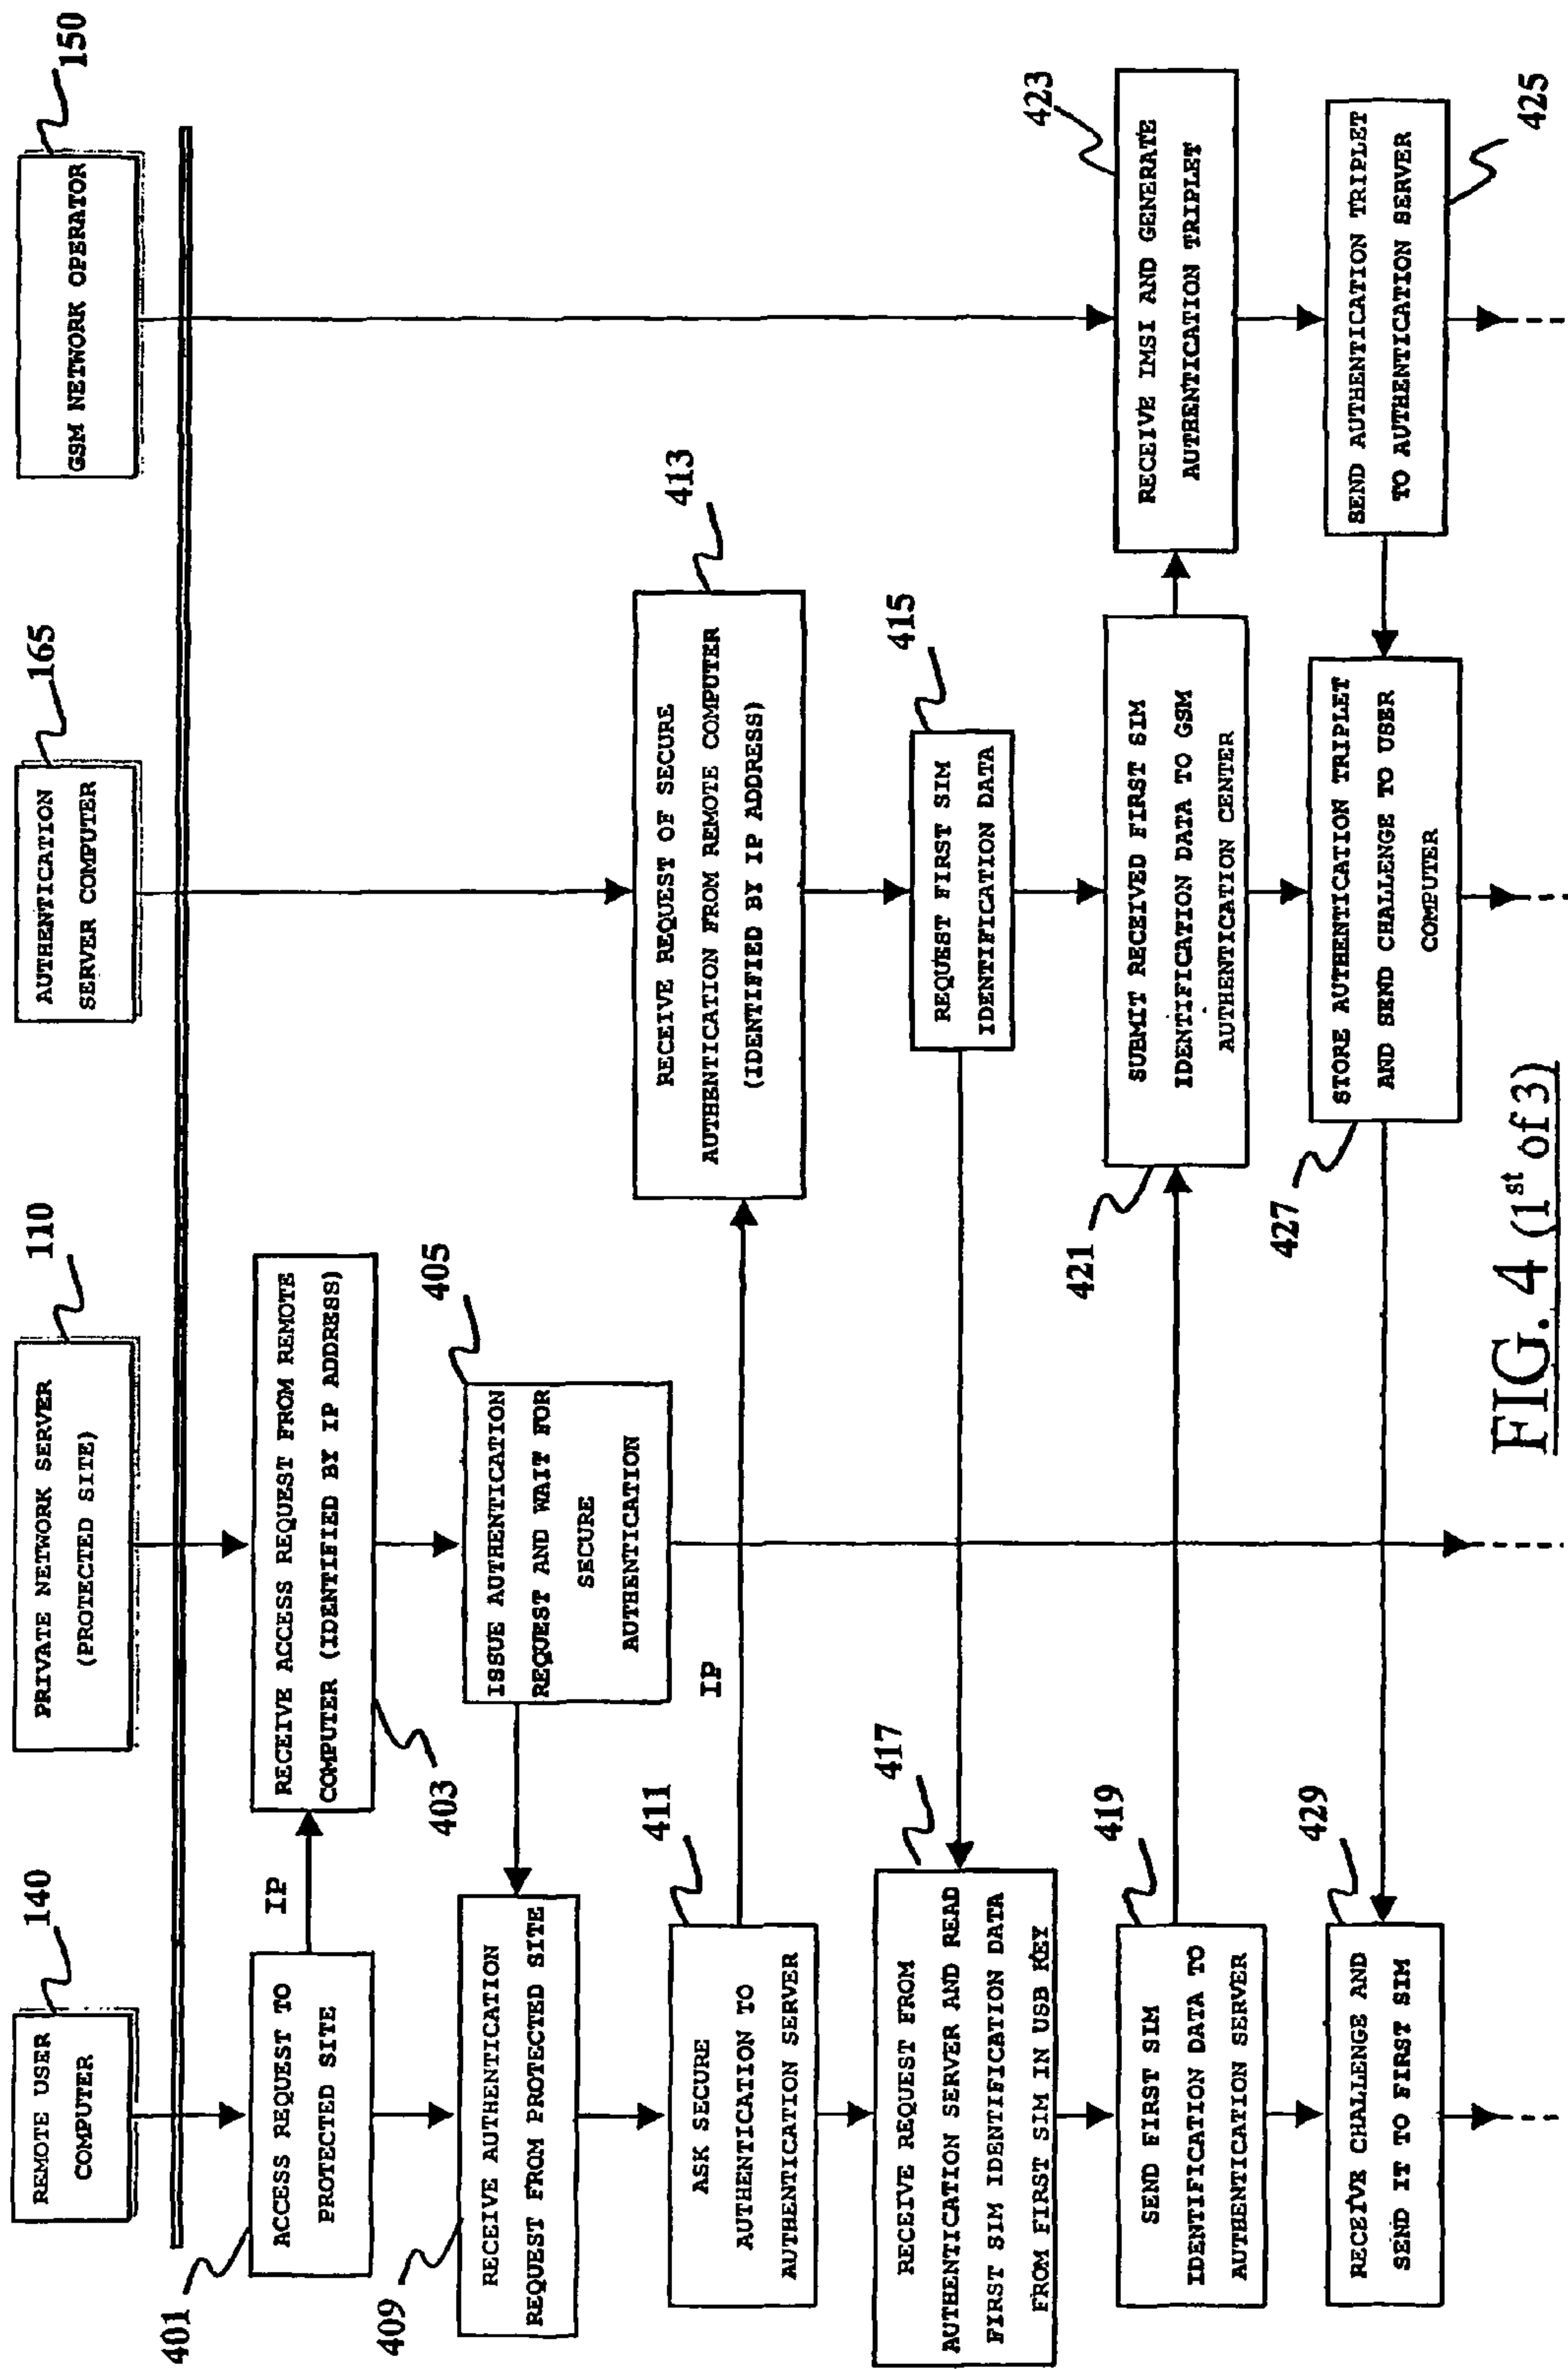 REMOTE USER
COMPUTER
140
PRIVATE NETWORK SERVER
(PROTECTED SITE)
110
AUTHENTICATION
SERVER COMPUTER
165
GSM NETWORK OPERATOR
150
401
ACCESS REQUEST TO
PROTECTED SITE
IP
RECEIVE ACCESS REQUEST FROM REMOTE
COMPUTER (IDENTIFIED BY IP ADDRESS)
403
ISSUE AUTHENTICATION
REQUEST AND WAIT FOR
SECURE
AUTHENTICATION
405
409
RECEIVE AUTHENTICATION
REQUEST FROM PROTECTED SITE
ASK SECURE
AUTHENTICATION TO
AUTHENTICATION SERVER
411
IP
RECEIVE REQUEST OF SECURE
AUTHENTICATION FROM REMOTE COMPUTER
(IDENTIFIED BY IP ADDRESS)
413
REQUEST FIRST SIM
IDENTIFICATION DATA
415
RECEIVE REQUEST FROM
AUTHENTICATION SERVER AND READ
FIRST SIM IDENTIFICATION DATA
FROM FIRST SIM IN USB KEY
417
SEND FIRST SIM
IDENTIFICATION DATA TO
AUTHENTICATION SERVER
419
421
SUBMIT RECEIVED FIRST SIM
IDENTIFICATION DATA TO GSM
AUTHENTICATION CENTER
RECEIVE IMSI AND GENERATE
AUTHENTICATION TRIPLET
423
SEND AUTHENTICATION TRIPLET
TO AUTHENTICATION SERVER
425
427
STORE AUTHENTICATION TRIPLET
AND SEND CHALLENGE TO USER
COMPUTER
RECEIVE CHALLENGE AND
SEND IT TO FIRST SIM
429
FIG. 4 (1st of 3)